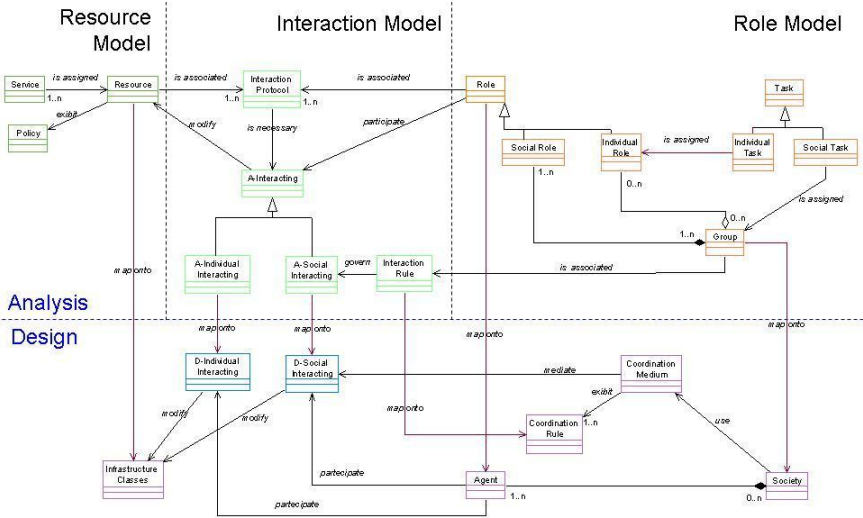 Resource
Model
Interaction Model
Role Model
Service
is assigned
1..n
Resource
is associated
1..n
Interaction
Protocol
1..n
is associated
Role
Task
Policy
exibit
modify
is necessary
participate
Social Role
1..n
Individual
Role
0..n
is assigned
Individual
Task
Social Task
A-Interacting
is assigned
0..n
1..n
Group
A-Individual
Interacting
A-Social
Interacting
govern
Interaction
Rule
is associated
map onto
Analysis
map onto
map onto
map onto
map onto
Design
D-Individual
Interacting
D-Social
Interacting
mediate
Coordination
Medium
exibit
1..n
modify
modify
map onto
Coordination
Rule
use
Infrastructure
Classes
partecipate
Agent
1..n
0..n
Society
partecipate